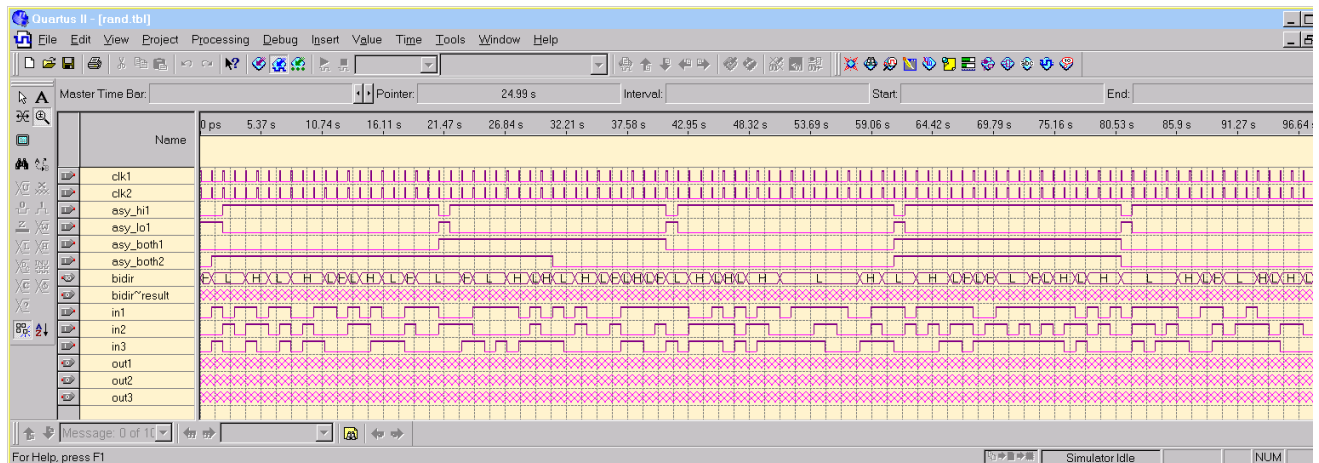 Quartus II - [rand.tbl]
File Edit View Project Processing Debug Insert Value Time Tools Window Help
Master Time Bar: Pointer: 24.99 s Interval: Start: End:
Name 0 ps 5.37 s 10.74 s 16.11 s 21.47 s 26.84 s 32.21 s 37.58 s 42.95 s 48.32 s 53.69 s 59.06 s 64.42 s 69.79 s 75.16 s 80.53 s 85.9 s 91.27 s 96.64
clk1
clk2
asy_hi1
asy_lo1
asy_both1
asy_both2
bidir
bidir~result
in1
in2
in3
out1
out2
out3
Message: 0 of 10
For Help, press F1 Simulator Idle NUM